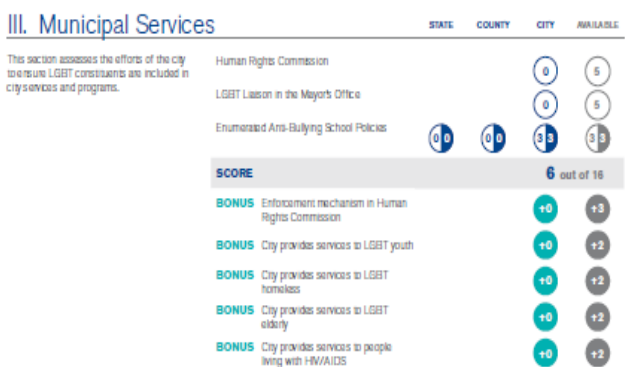 III. Municipal Services STATE COUNTY CITY AVAILABLE
This section assesses the efforts of the city
to ensure LGBT constituents are included in
city services and programs.
Human Rights Commission 0 5
LGBT Liaison in the Mayor's Office 0 5
Enumerated Anti-Bullying School Policies 0 0 0 0 3 3 3 3
SCORE 6 out of 16
BONUS Enforcement mechanism in Human +0 +3
Rights Commission
BONUS City provides services to LGBT youth +0 +2
BONUS City provides services to LGBT +0 +2
homeless
BONUS City provides services to LGBT +0 +2
elderly
BONUS City provides services to people +0 +2
living with HIV/AIDS